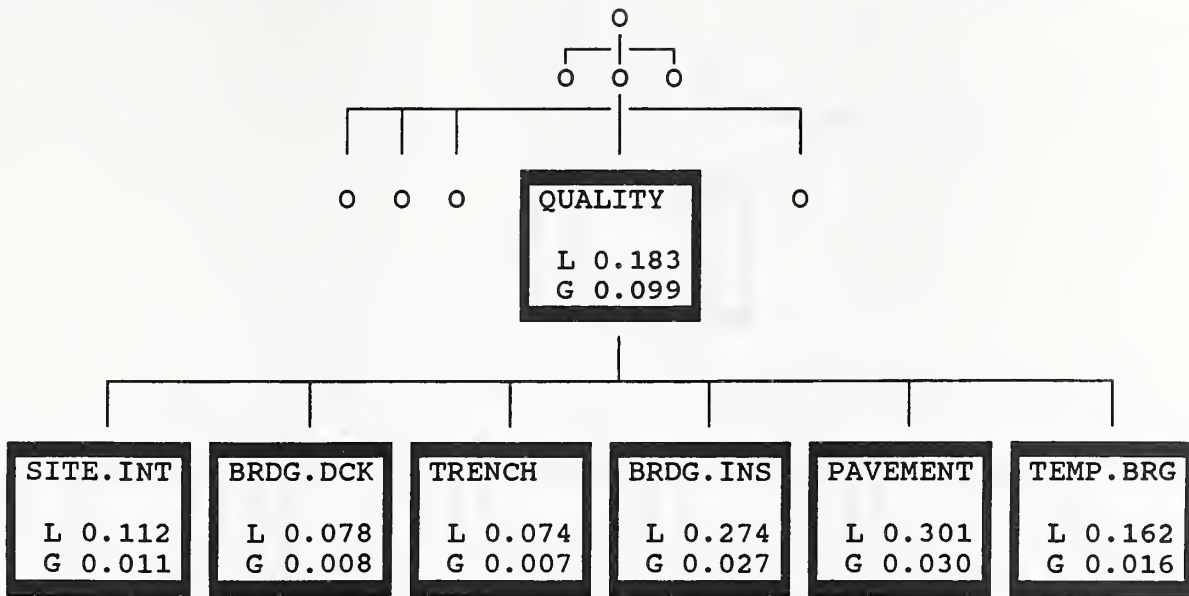 O
O O O
O O O QUALITY O
L 0.183
G 0.099
SITE.INT BRDG.DCK TRENCH BRDG.INS PAVEMENT TEMP.BRG
L 0.112 L 0.078 L 0.074 L 0.274 L 0.301 L 0.162
G 0.011 G 0.008 G 0.007 G 0.027 G 0.030 G 0.016